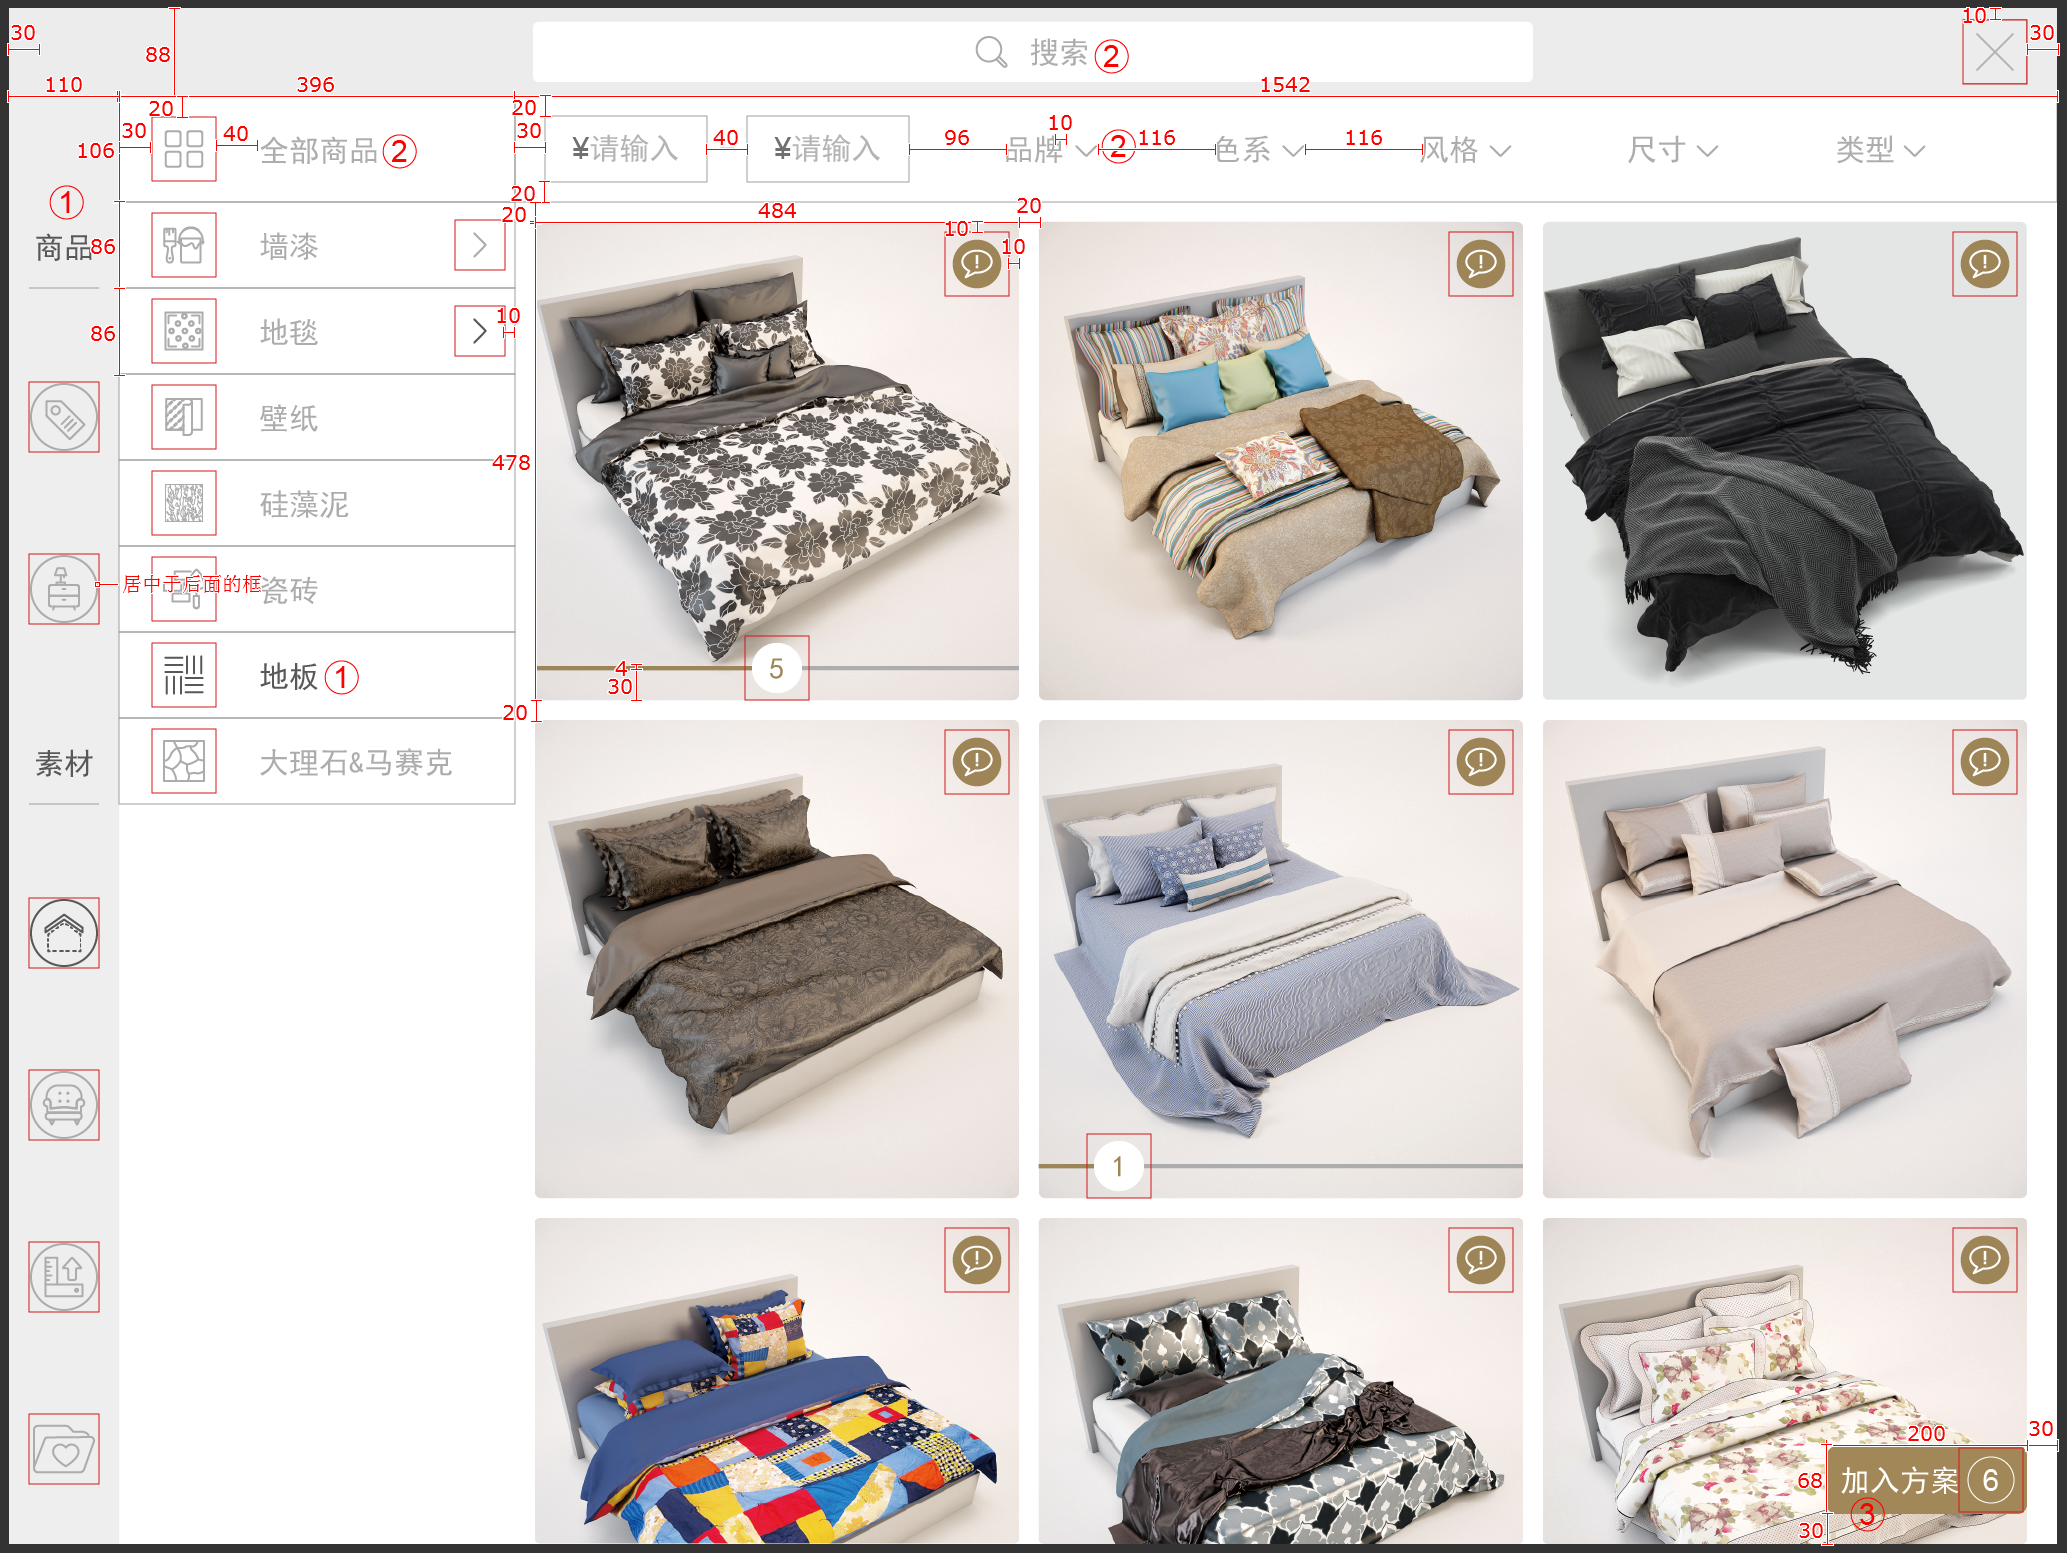 30
88
搜索 ②
10
30
110
396
1542
20
20
30
40
全部商品 ②
106
30
¥请输入
40
¥请输入
96
品牌
10
②
116
色系
116
风格
尺寸
类型
20
①
商品
86
墙漆
20
484
20
10
10
86
地毯
10
壁纸
478
硅藻泥
居中于后面的框
瓷砖
地板 ①
4
30
5
20
素材
大理石&马赛克
1
200
30
68
加入方案 6
③
30